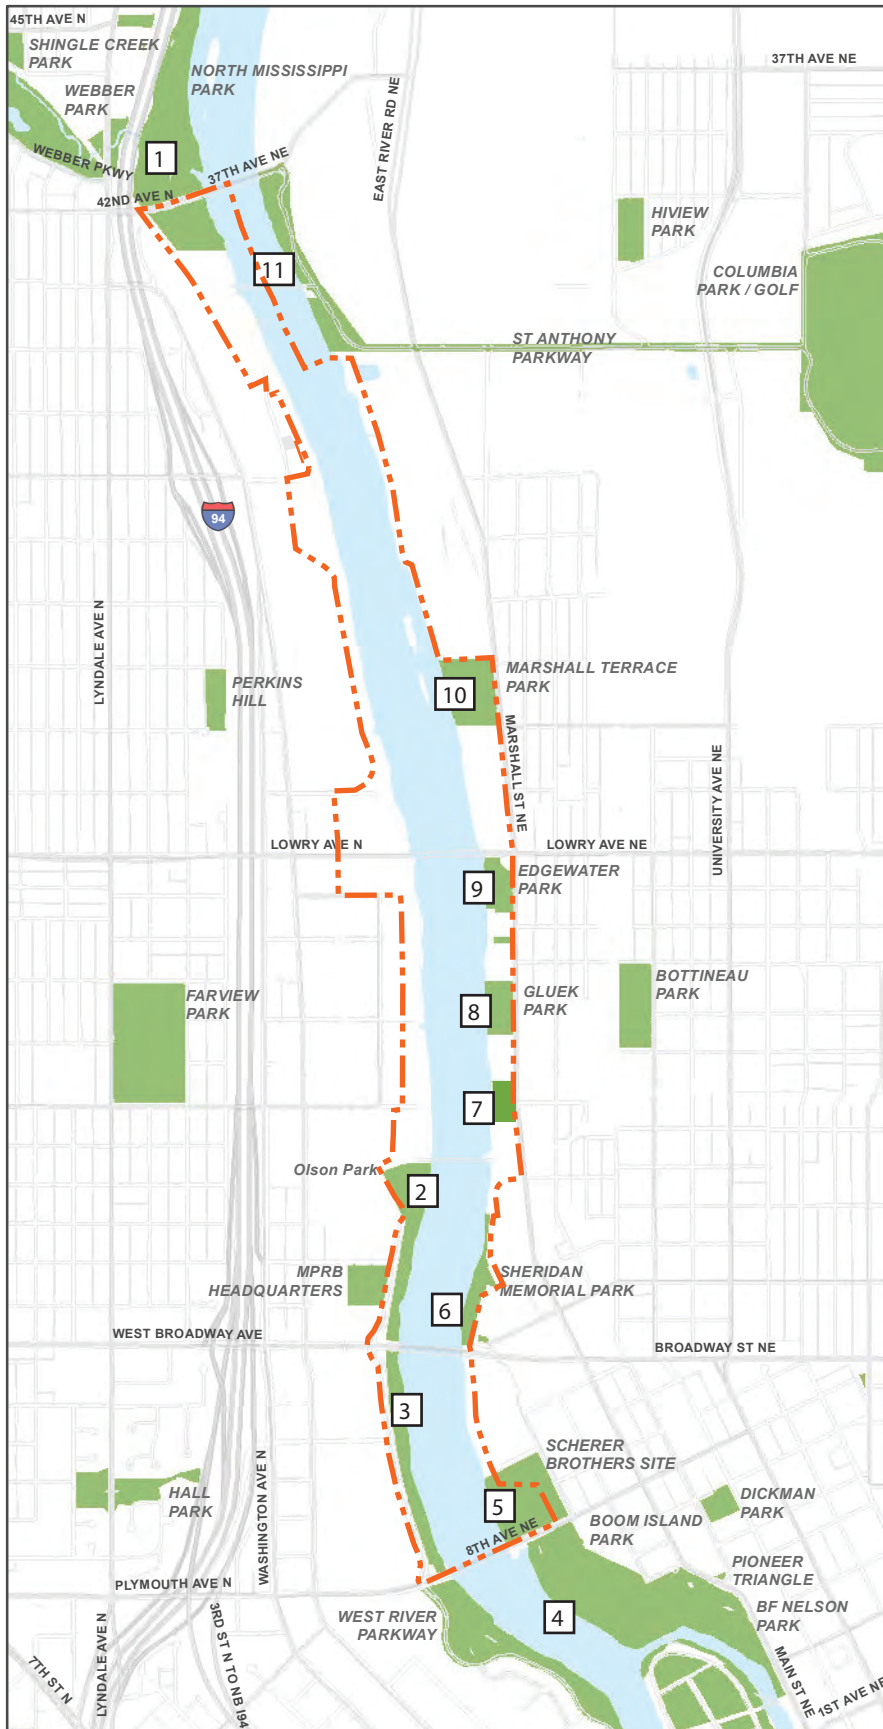 45TH AVE N
SHINGLE CREEK
PARK
NORTH MISSISSIPPI
PARK
37TH AVE NE
WEBBER
PARK
EAST RIVER RD NE
1
WEBBER PKWY
37TH AVE NE
42ND AVE N
HIVIEW
PARK
11
COLUMBIA
PARK / GOLF
ST ANTHONY
PARKWAY
94
LYNDALE AVE N
PERKINS
HILL
10
MARSHALL TERRACE
PARK
MARSHALL ST NE
UNIVERSITY AVE NE
LOWRY AVE N
LOWRY AVE NE
9
EDGEWATER
PARK
FARVIEW
PARK
8
GLUEK
PARK
BOTTINEAU
PARK
7
Olson Park
2
MPRB
HEADQUARTERS
SHERIDAN
MEMORIAL PARK
6
WEST BROADWAY AVE
BROADWAY ST NE
3
SCHERER
BROTHERS SITE
HALL
PARK
WASHINGTON AVE N
5
DICKMAN
PARK
8TH AVE NE
BOOM ISLAND
PARK
PLYMOUTH AVE N
PIONEER
TRIANGLE
WEST RIVER
PARKWAY
4
BF NELSON
PARK
LYNDALE AVE N
3RD ST N TO NB I94
7TH ST N
MAIN ST NE
1ST AVE NE